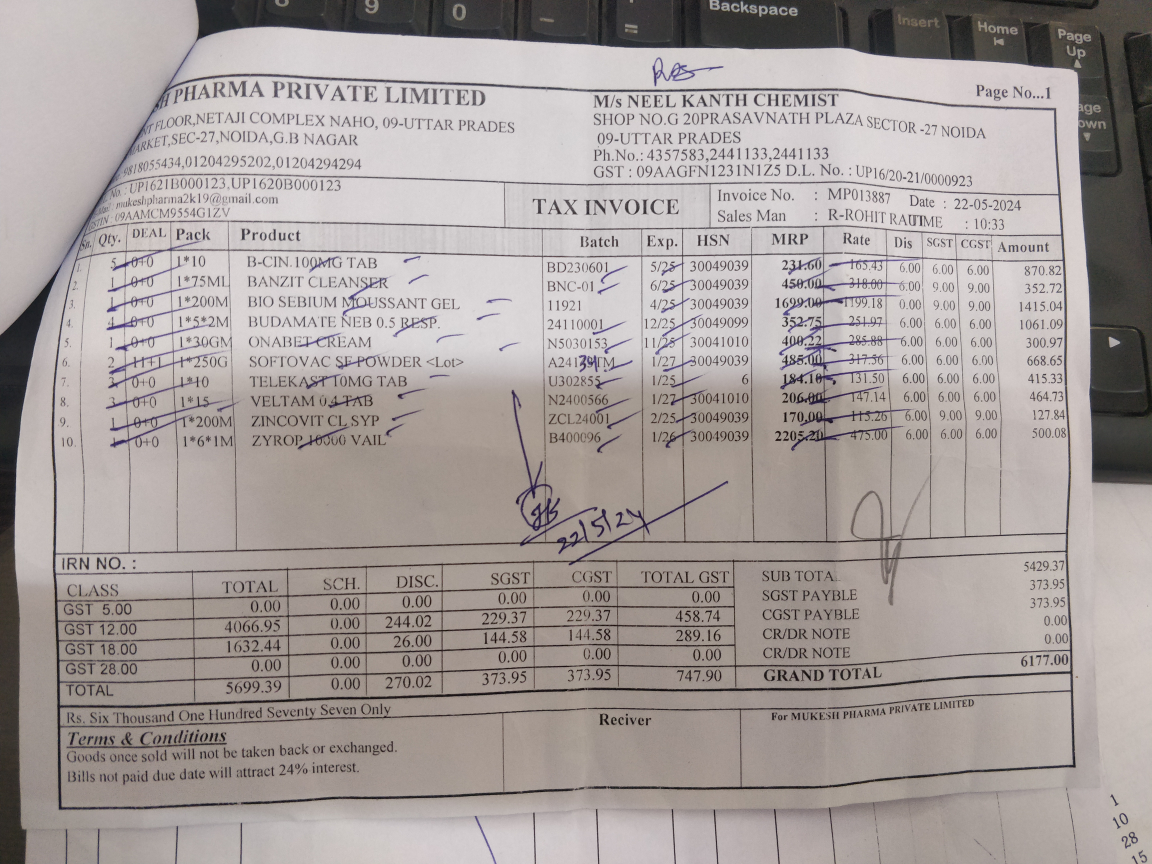 8 9 0 - = Backspace Insert Home Page Up
age own
Res
H PHARMA PRIVATE LIMITED
NT FLOOR,NETAJI COMPLEX NAHO, 09-UTTAR PRADES
MARKET,SEC-27,NOIDA,G.B NAGAR
9818055434,01204295202,01204294294
No. : UP1621B000123,UP1620B000123
mukeshpharma2k19@gmail.com
GSTIN : 09AAMCM9554G1ZV
Page No...1
M/s NEEL KANTH CHEMIST
SHOP NO.G 20PRASAVNATH PLAZA SECTOR -27 NOIDA
09-UTTAR PRADES
Ph.No.: 4357583,2441133,2441133
GST : 09AAGFN1231N1Z5 D.L. No. : UP16/20-21/0000923
TAX INVOICE
Invoice No. : MP013887 Date : 22-05-2024
Sales Man : R-ROHIT RAUTIME : 10:33
Sn. Qty. DEAL Pack Product Batch Exp. HSN MRP Rate Dis SGST CGST Amount
1. 5 0+0 1*10 B-CIN.100MG TAB BD230601 5/25 30049039 231.60 165.43 6.00 6.00 6.00 870.82
2. 1 0+0 1*75ML BANZIT CLEANSER BNC-01 6/25 30049039 450.00 318.00 6.00 9.00 9.00 352.72
3. 1 0+0 1*200M BIO SEBIUM MOUSSANT GEL 11921 4/25 30049039 1699.00 1199.18 0.00 9.00 9.00 1415.04
4. 4 0+0 1*5*2M BUDAMATE NEB 0.5 RESP. 24110001 12/25 30049099 352.75 251.97 6.00 6.00 6.00 1061.09
5. 1 0+0 1*30GM ONABET CREAM N5030153 11/25 30041010 400.22 285.88 6.00 6.00 6.00 300.97
6. 2 11+1 1*250G SOFTOVAC SF POWDER <Lot> 1/27 30049039 485.00 317.56 6.00 6.00 6.00 668.65
7. 3 0+0 1*10 TELEKAST 10MG TAB U302855 1/25 6 184.10 131.50 6.00 6.00 6.00 415.33
8. 3 0+0 1*15 VELTAM 0.4 TAB N2400566 1/27 30041010 206.00 147.14 6.00 6.00 6.00 464.73
9. 1 0+0 1*200M ZINCOVIT CL SYP ZCL24001 2/25 30049039 170.00 115.26 6.00 9.00 9.00 127.84
10. 1 0+0 1*6*1M ZYROP 10000 VAIL B400096 1/26 30049039 2205.20 475.00 6.00 6.00 6.00 500.08
22/5/24
IRN NO. :
CLASS TOTAL SCH. DISC. SGST CGST TOTAL GST
GST 5.00 0.00 0.00 0.00 0.00 0.00 0.00
GST 12.00 4066.95 0.00 244.02 229.37 229.37 458.74
GST 18.00 1632.44 0.00 26.00 144.58 144.58 289.16
GST 28.00 0.00 0.00 0.00 0.00 0.00 0.00
TOTAL 5699.39 0.00 270.02 373.95 373.95 747.90
SUB TOTAL 5429.37
SGST PAYBLE 373.95
CGST PAYBLE 373.95
CR/DR NOTE 0.00
CR/DR NOTE 0.00
GRAND TOTAL 6177.00
Rs. Six Thousand One Hundred Seventy Seven Only
Terms & Conditions
Goods once sold will not be taken back or exchanged.
Bills not paid due date will attract 24% interest.
Reciver
For MUKESH PHARMA PRIVATE LIMITED
1
10
28
15